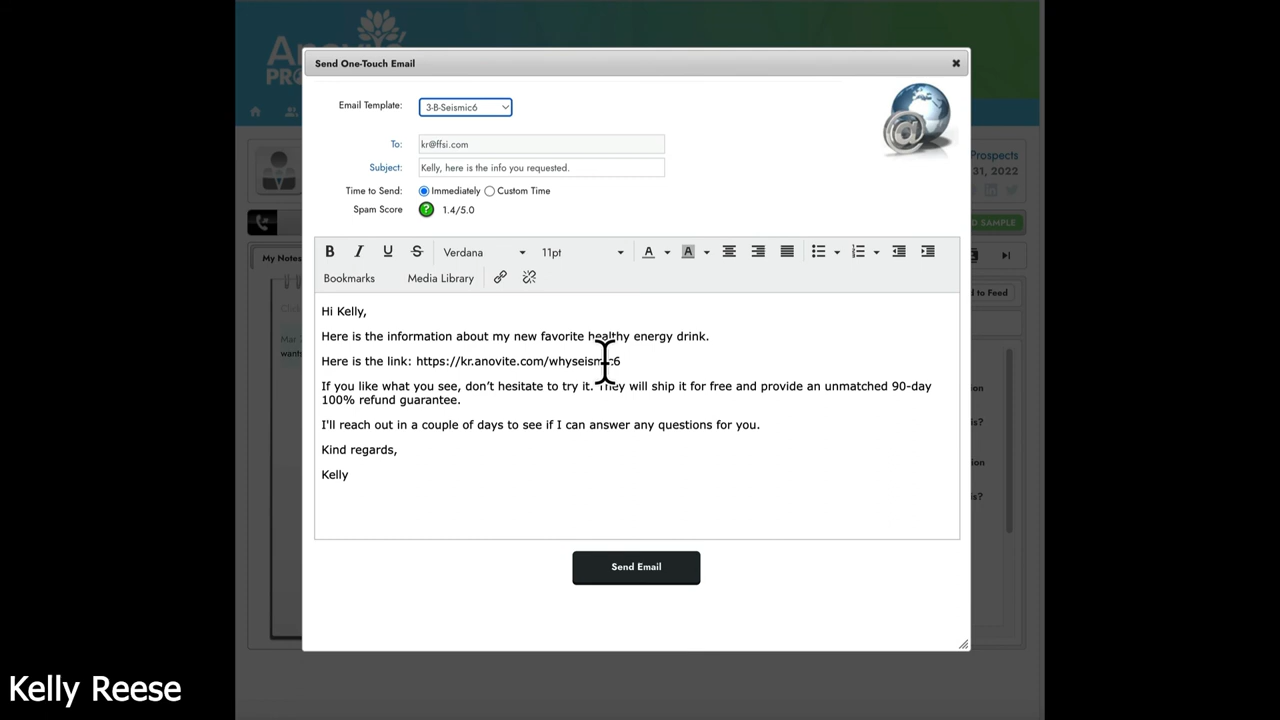 Send One-Touch Email
Email Template: 3-B-Seismic6
To: kr@ffsi.com
Subject: Kelly, here is the info you requested.
Time to Send: Immediately Custom Time
Spam Score ? 1.4/5.0
B I U S Verdana 11pt A A
Bookmarks Media Library
Hi Kelly,
Here is the information about my new favorite healthy energy drink.
Here is the link: https://kr.anovite.com/whyseismic6
If you like what you see, don’t hesitate to try it. They will ship it for free and provide an unmatched 90-day
100% refund guarantee.
I'll reach out in a couple of days to see if I can answer any questions for you.
Kind regards,
Kelly
Send Email
Prospects
31, 2022
D SAMPLE
My Notes
d to Feed
Kelly Reese